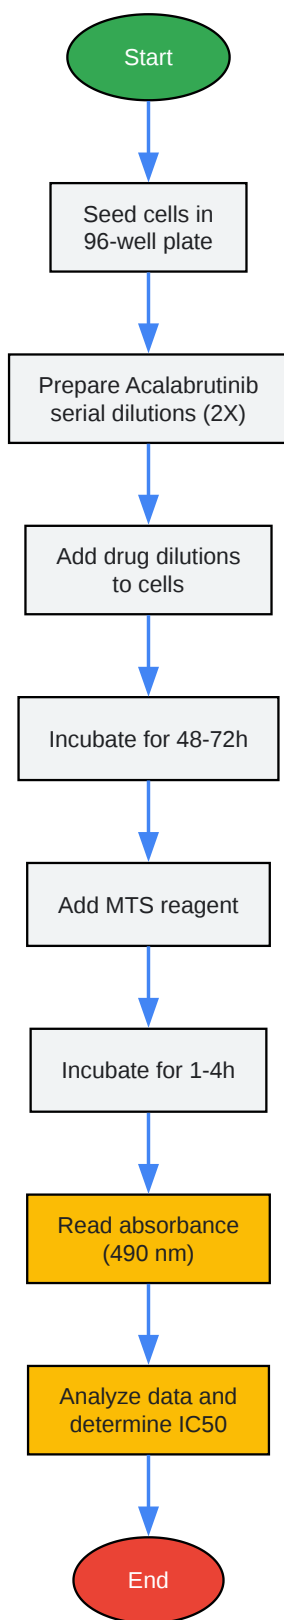 Start
Seed cells in
96-well plate
Prepare Acalabrutinib
serial dilutions (2X)
Add drug dilutions
to cells
Incubate for 48-72h
Add MTS reagent
Incubate for 1-4h
Read absorbance
(490 nm)
Analyze data and
determine IC50
End